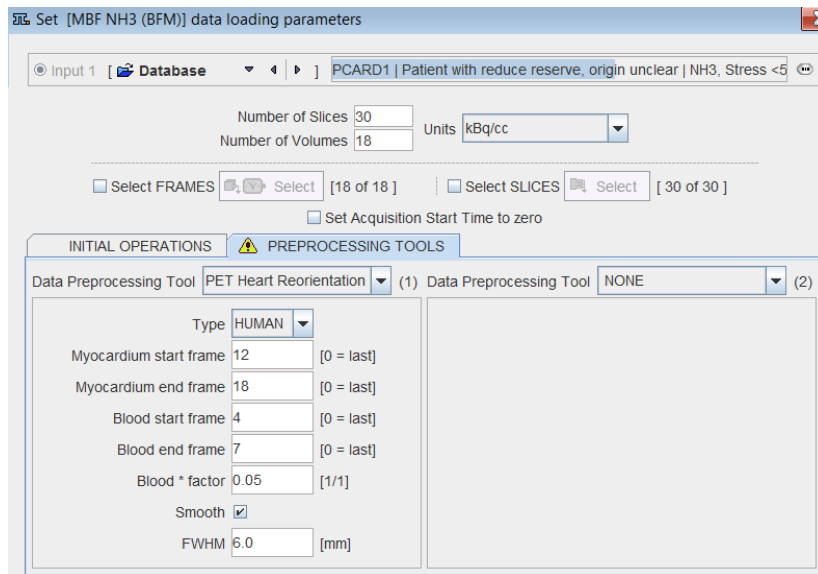 Set [MBF NH3 (BFM)] data loading parameters
Input 1 [ Database ] PCARD1 | Patient with reduce reserve, origin unclear | NH3, Stress <5
Number of Slices 30
Number of Volumes 18
Units kBq/cc
Select FRAMES Select [18 of 18 ] Select SLICES Select [ 30 of 30 ]
Set Acquisition Start Time to zero
INITIAL OPERATIONS PREPROCESSING TOOLS
Data Preprocessing Tool PET Heart Reorientation (1) Data Preprocessing Tool NONE (2)
Type HUMAN
Myocardium start frame 12 [0 = last]
Myocardium end frame 18 [0 = last]
Blood start frame 4 [0 = last]
Blood end frame 7 [0 = last]
Blood * factor 0.05 [1/1]
Smooth
FWHM 6.0 [mm]